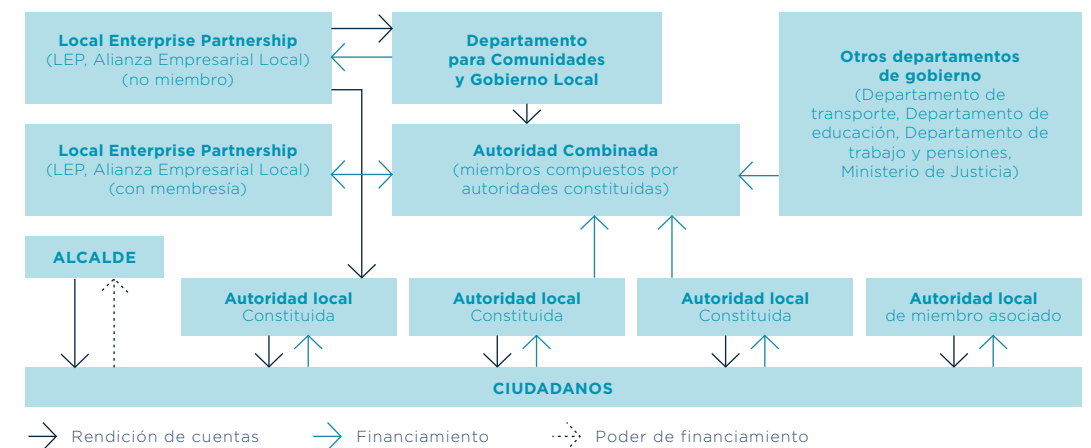 Local Enterprise Partnership
(LEP, Alianza Empresarial Local)
(no miembro)
Departamento
para Comunidades
y Gobierno Local
Otros departamentos
de gobierno
(Departamento de
transporte, Departamento de
educación, Departamento de
trabajo y pensiones,
Ministerio de Justicia)
Local Enterprise Partnership
(LEP, Alianza Empresarial Local)
(con membresía)
Autoridad Combinada
(miembros compuestos por
autoridades constituidas)
ALCALDE
Autoridad local
Constituida
Autoridad local
Constituida
Autoridad local
Constituida
Autoridad local
de miembro asociado
CIUDADANOS
Rendición de cuentas
Financiamiento
Poder de financiamiento